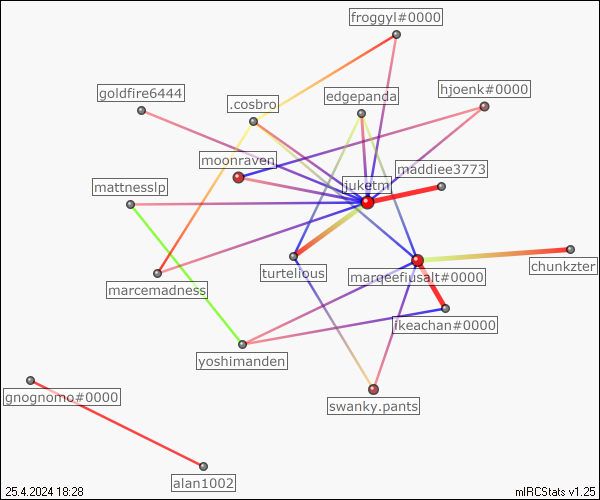 froggyl#0000
goldfire6444
.cosbro
edgepanda
hjoenk#0000
moonraven
maddiee3773
mattnesslp
juketm
turtelious
marqeefiusalt#0000
chunkzter
marcemadness
ikeachan#0000
yoshimanden
gnognomo#0000
swanky.pants
alan1002
25.4.2024 18:28
mIRCStats v1.25